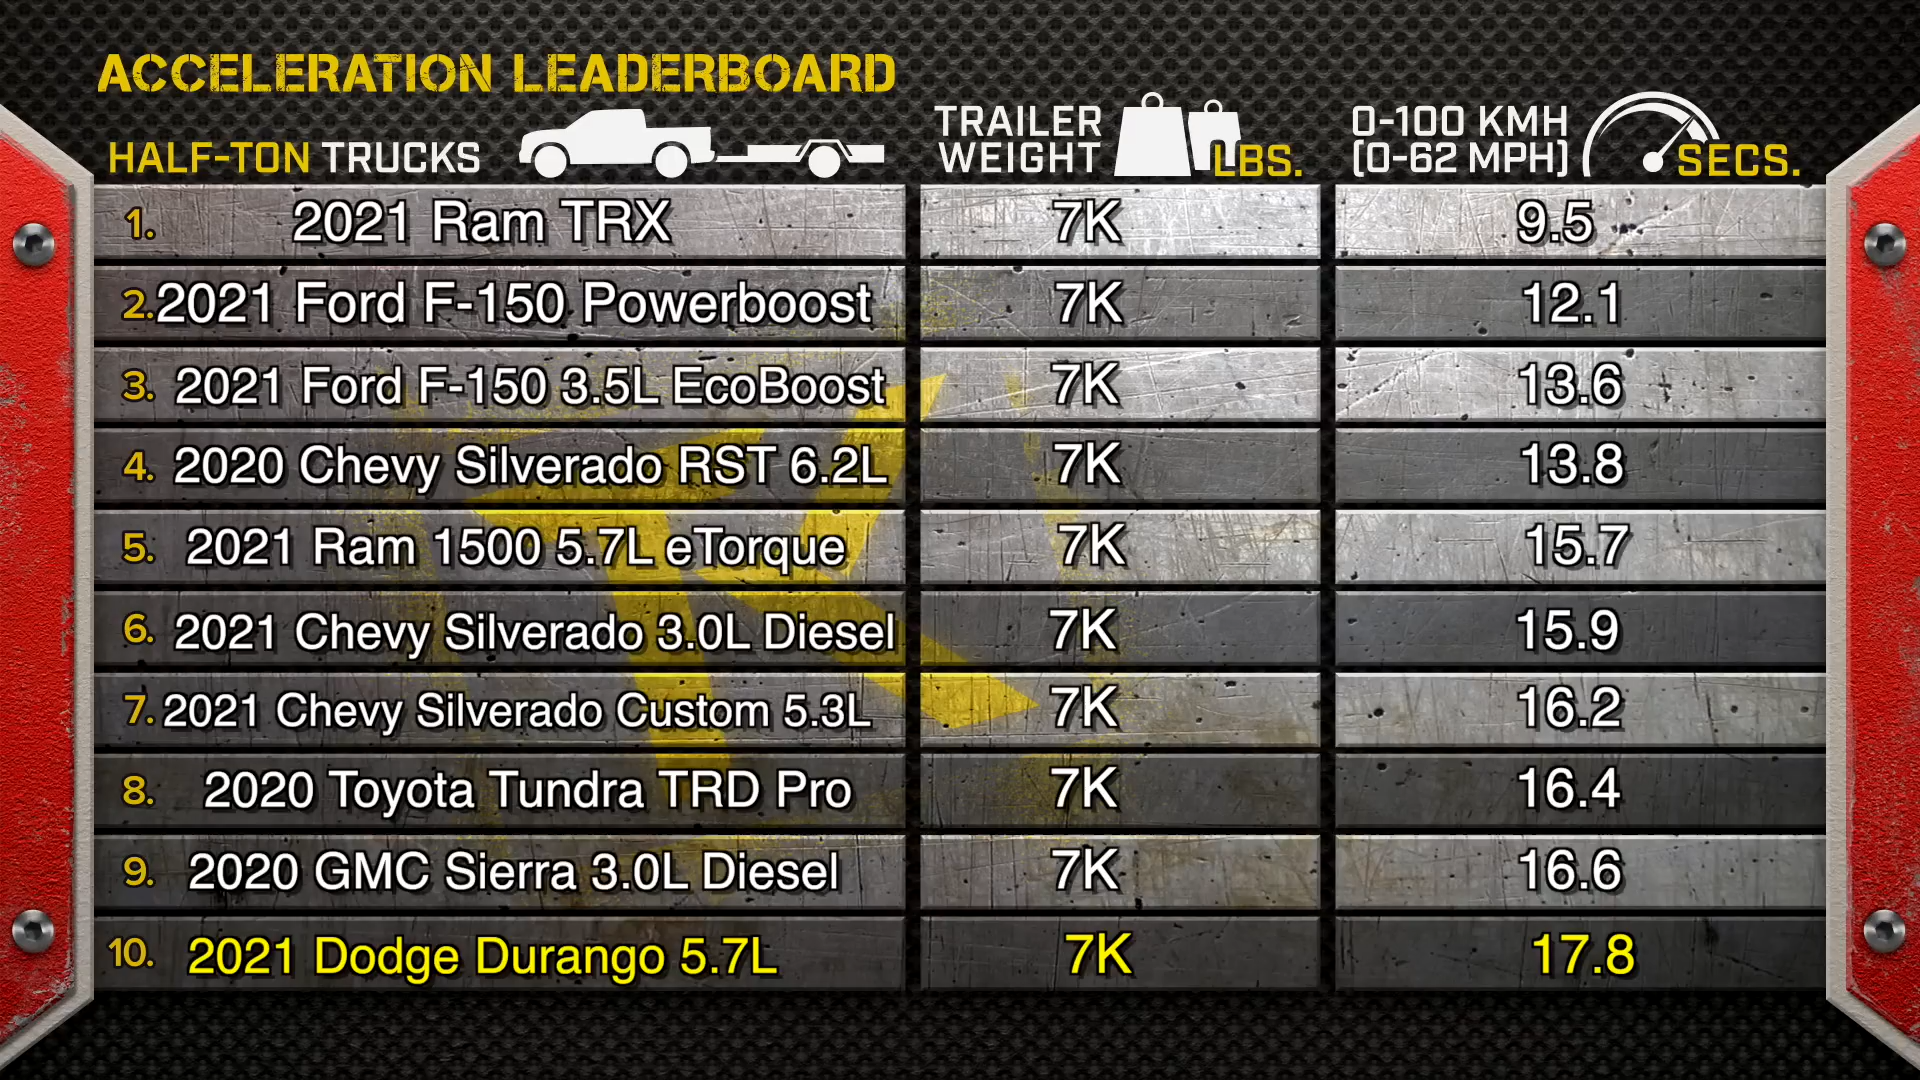 ACCELERATION LEADERBOARD
HALF-TON TRUCKS
TRAILER WEIGHT LBS.
0-100 KMH
(0-62 MPH) SECS.
1. 2021 Ram TRX 7K 9.5
2. 2021 Ford F-150 Powerboost 7K 12.1
3. 2021 Ford F-150 3.5L EcoBoost 7K 13.6
4. 2020 Chevy Silverado RST 6.2L 7K 13.8
5. 2021 Ram 1500 5.7L eTorque 7K 15.7
6. 2021 Chevy Silverado 3.0L Diesel 7K 15.9
7. 2021 Chevy Silverado Custom 5.3L 7K 16.2
8. 2020 Toyota Tundra TRD Pro 7K 16.4
9. 2020 GMC Sierra 3.0L Diesel 7K 16.6
10. 2021 Dodge Durango 5.7L 7K 17.8